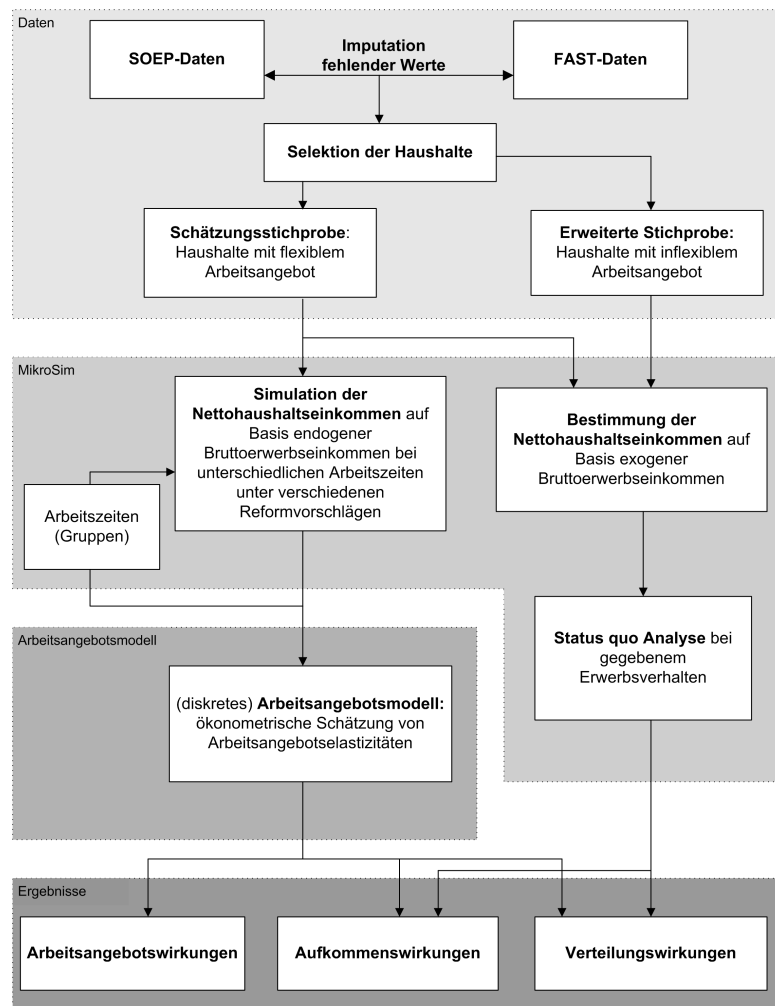 Daten
SOEP-Daten
Imputation
fehlender Werte
FAST-Daten
Selektion der Haushalte
Schätzungsstichprobe:
Haushalte mit flexiblem
Arbeitsangebot
Erweiterte Stichprobe:
Haushalte mit inflexiblem
Arbeitsangebot
MikroSim
Simulation der
Nettohaushaltseinkommen auf
Basis endogener
Bruttoerwerbseinkommen bei
unterschiedlichen Arbeitszeiten
unter verschiedenen
Reformvorschlägen
Bestimmung der
Nettohaushaltseinkommen auf
Basis exogener
Bruttoerwerbseinkommen
Arbeitszeiten
(Gruppen)
Status quo Analyse bei
gegebenem
Erwerbsverhalten
Arbeitsangebotsmodell
(diskretes) Arbeitsangebotsmodell:
ökonometrische Schätzung von
Arbeitsangebotselastizitäten
Ergebnisse
Arbeitsangebotswirkungen
Aufkommenswirkungen
Verteilungswirkungen